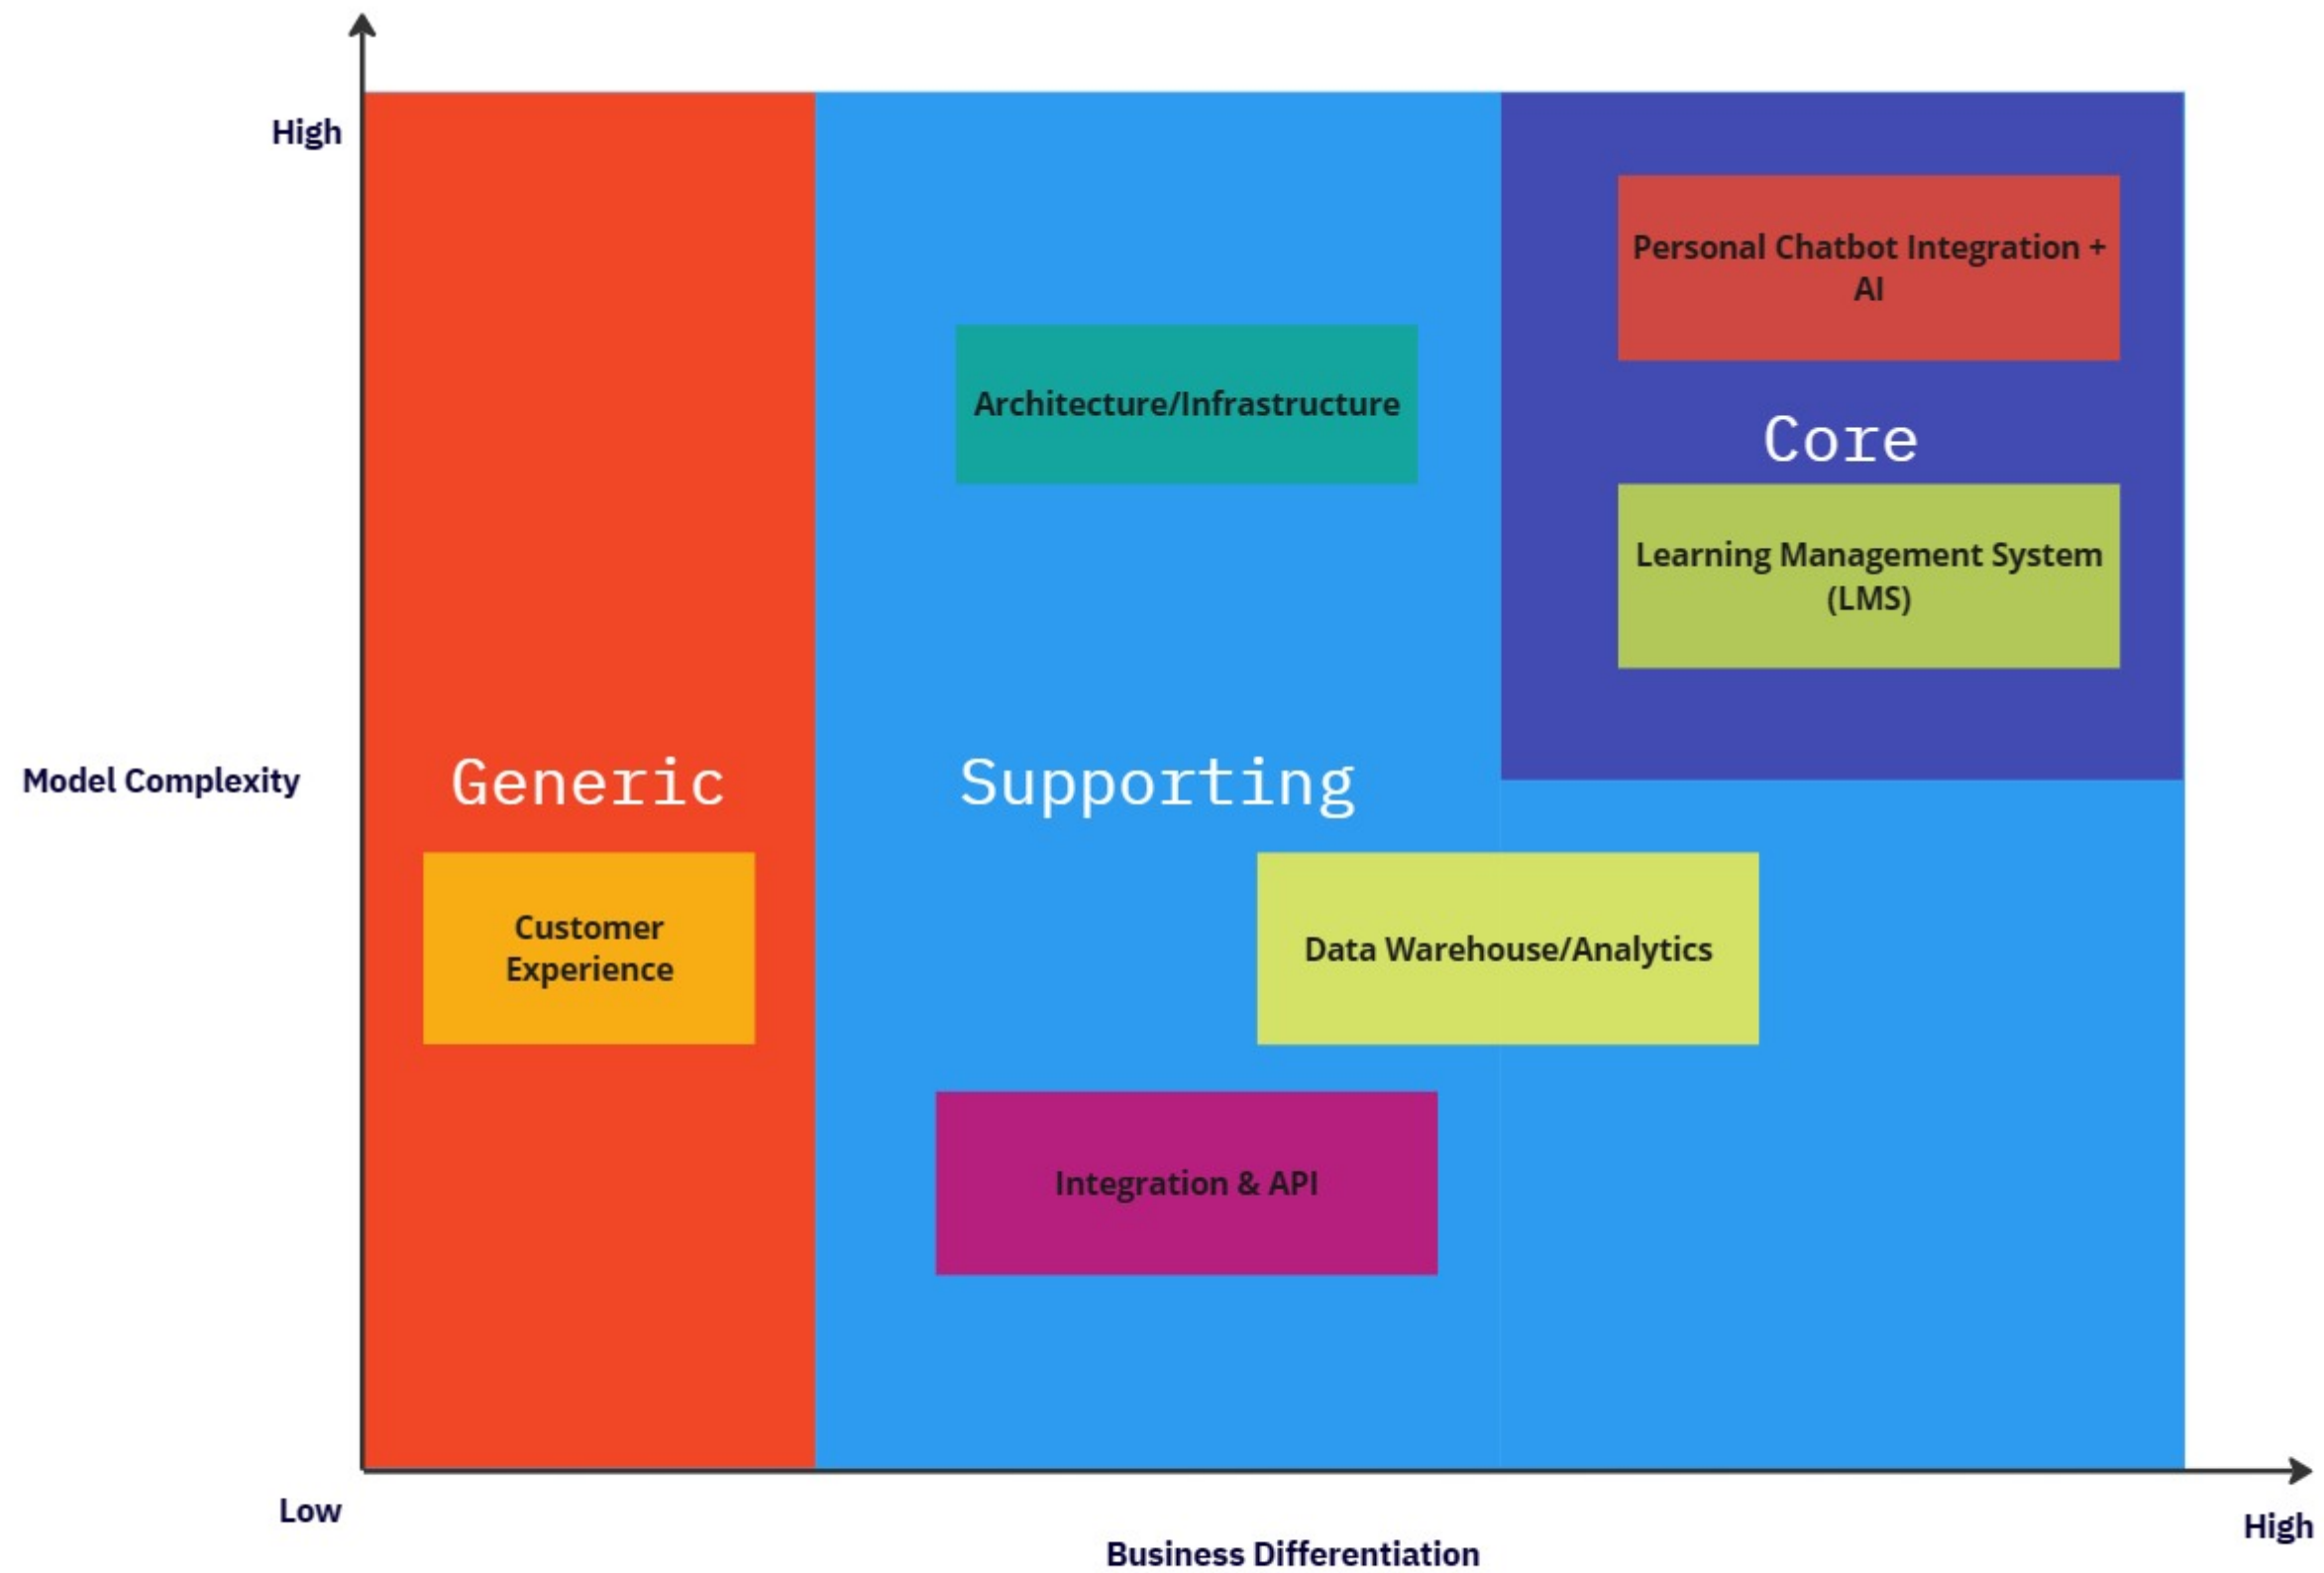 High
Personal Chatbot Integration +
AI
Architecture/Infrastructure
Core
Learning Management System
(LMS)
Model Complexity
Generic
Supporting
Customer
Experience
Data Warehouse/Analytics
Integration & API
Low
High
Business Differentiation